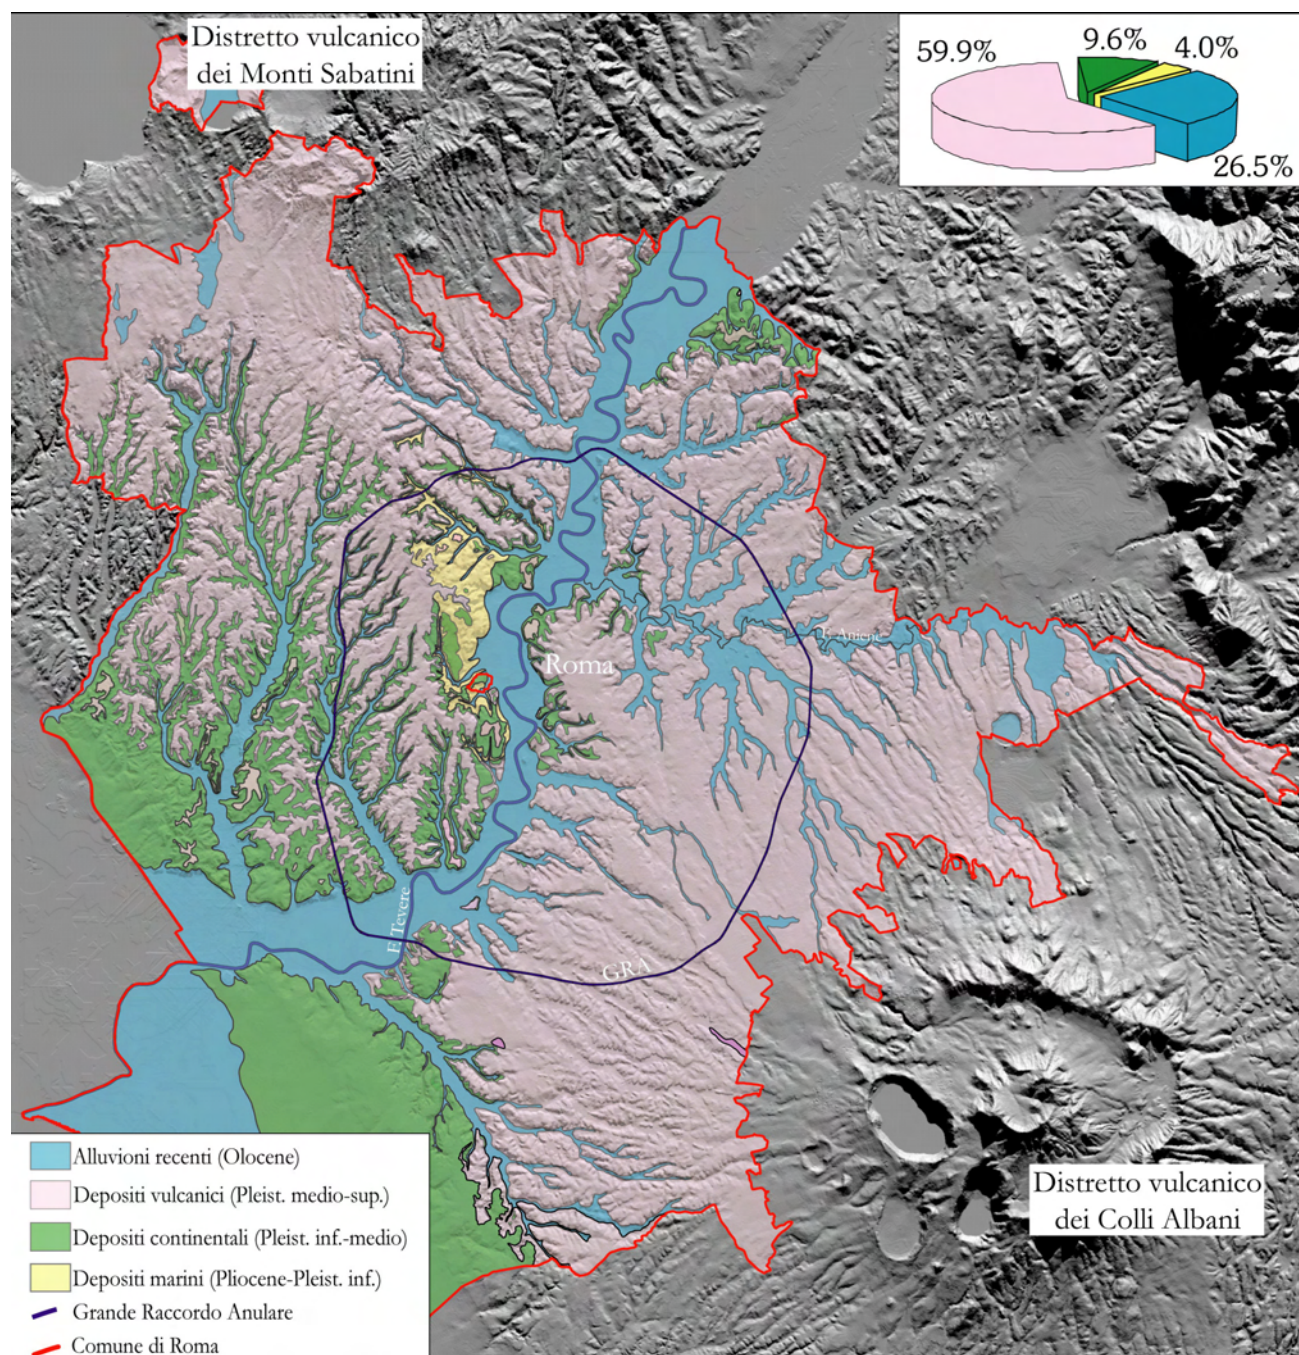 Distretto vulcanico
dei Monti Sabatini
59.9%
9.6%
4.0%
26.5%
Roma
F. Aniene
F. Tevere
GRA
Distretto vulcanico
dei Colli Albani
Alluvioni recenti (Olocene)
Depositi vulcanici (Pleist. medio-sup.)
Depositi continentali (Pleist. inf.-medio)
Depositi marini (Pliocene-Pleist. inf.)
Grande Raccordo Anulare
Comune di Roma